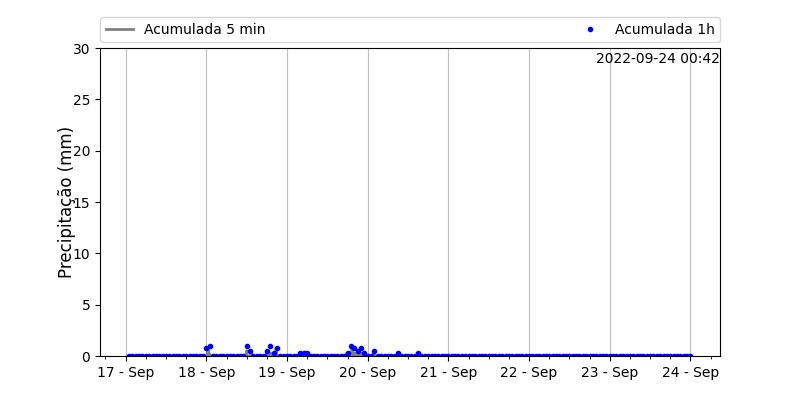 Acumulada 5 min
Acumulada 1h
2022-09-24 00:42
Precipitação (mm)
30
25
20
15
10
5
0
17 - Sep
18 - Sep
19 - Sep
20 - Sep
21 - Sep
22 - Sep
23 - Sep
24 - Sep